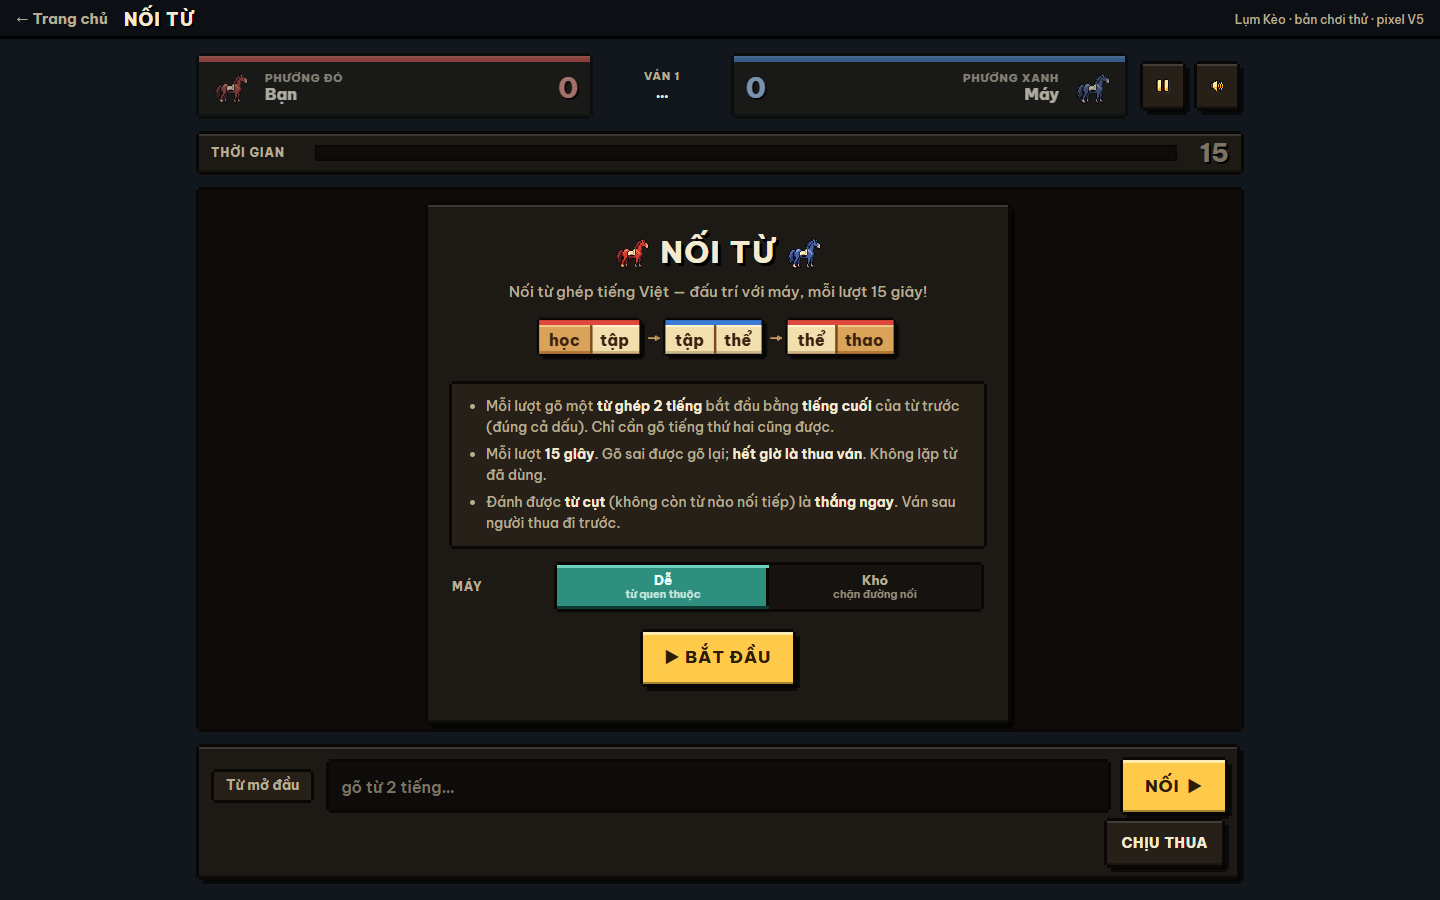 ← Trang chủ NỐI TỪ
Lụm Kèo · bản chơi thử · pixel V5
PHƯƠNG ĐỎ
Bạn
0
VÁN 1
...
0
PHƯƠNG XANH
Máy
THỜI GIAN
15
NỐI TỪ
Nối từ ghép tiếng Việt — đấu trí với máy, mỗi lượt 15 giây!
học tập → tập thể → thể thao
• Mỗi lượt gõ một từ ghép 2 tiếng bắt đầu bằng tiếng cuối của từ trước
(đúng cả dấu). Chỉ cần gõ tiếng thứ hai cũng được.
• Mỗi lượt 15 giây. Gõ sai được gõ lại; hết giờ là thua ván. Không lặp từ
đã dùng.
• Đánh được từ cụt (không còn từ nào nối tiếp) là thắng ngay. Ván sau
người thua đi trước.
MÁY
Dễ
từ quen thuộc
Khó
chặn đường nối
▶ BẮT ĐẦU
Từ mở đầu
gõ từ 2 tiếng...
NỐI ▶
CHỊU THUA